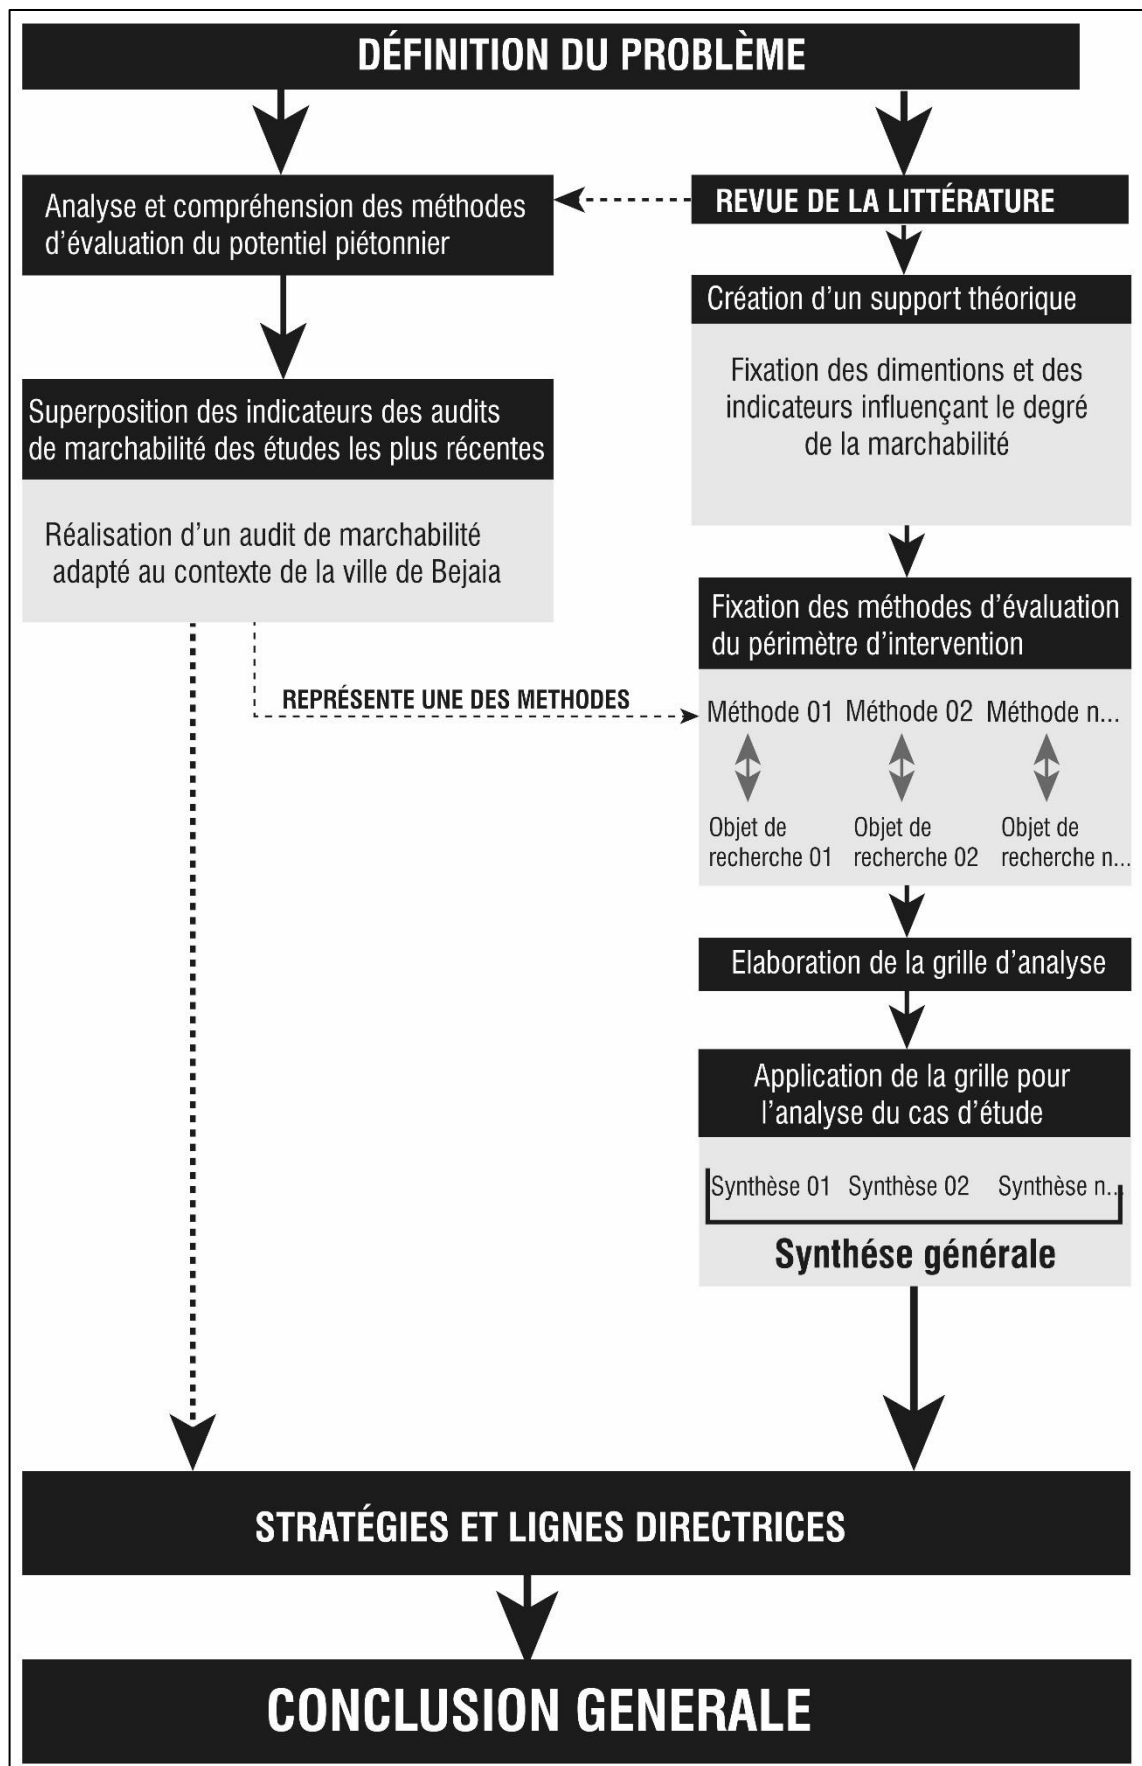 DÉFINITION DU PROBLÈME
Analyse et compréhension des méthodes
d'évaluation du potentiel piétonnier
REVUE DE LA LITTÉRATURE
Création d'un support théorique
Fixation des dimentions et des
indicateurs influençant le degré
de la marchabilité
Superposition des indicateurs des audits
de marchabilité des études les plus récentes
Réalisation d'un audit de marchabilité
adapté au contexte de la ville de Bejaia
REPRÉSENTE UNE DES METHODES
Fixation des méthodes d'évaluation
du périmètre d'intervention
Méthode 01 Méthode 02 Méthode n...
Objet de recherche 01
Objet de recherche 02
Objet de recherche n...
Elaboration de la grille d'analyse
Application de la grille pour
l'analyse du cas d'étude
Synthèse 01 Synthèse 02 Synthèse n...
Synthése générale
STRATÉGIES ET LIGNES DIRECTRICES
CONCLUSION GENERALE